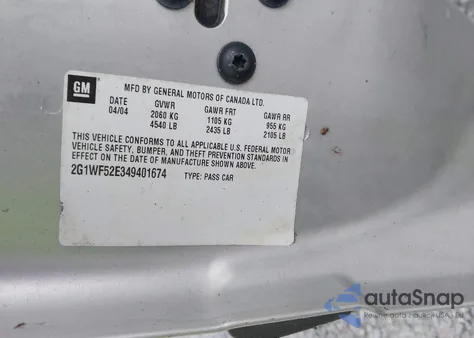 GM
MFD BY GENERAL MOTORS OF CANADA LTD.
DATE GVWR GAWR FRT GAWR RR
04/04 2060 KG 1105 KG 955 KG
4540 LB 2435 LB 2105 LB
THIS VEHICLE CONFORMS TO ALL APPLICABLE U.S. FEDERAL MOTOR
VEHICLE SAFETY, BUMPER, AND THEFT PREVENTION STANDARDS IN
EFFECT ON THE DATE OF MANUFACTURE SHOWN ABOVE.
2G1WF52E349401674 TYPE: PASS CAR
autoSnap